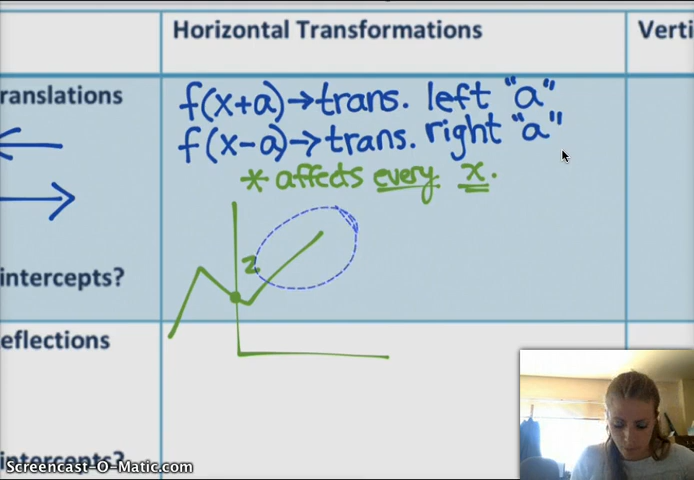 Horizontal Transformations
Verti
ranslations
f(x+a)→trans. left "a"
f(x-a)→trans. right "a"
* affects every x.
2
intercepts?
eflections
intercepts?
Screencast-O-Matic.com